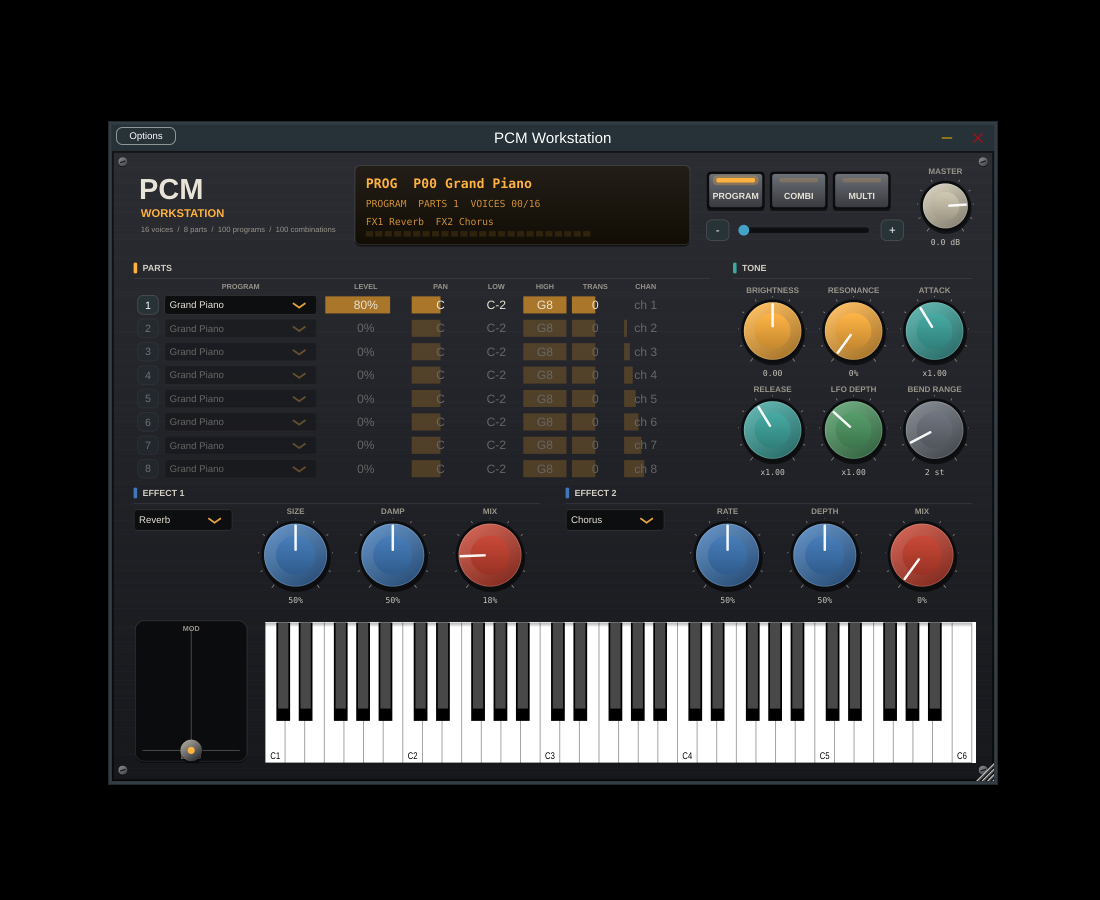 Options
PCM Workstation
PCM
WORKSTATION
16 voices / 8 parts / 100 programs / 100 combinations
PROG P00 Grand Piano
PROGRAM PARTS 1 VOICES 00/16
FX1 Reverb FX2 Chorus
PROGRAM COMBI MULTI
- +
MASTER
0.0 dB
PARTS
PROGRAM LEVEL PAN LOW HIGH TRANS CHAN
1 Grand Piano 80% C C-2 G8 0 ch 1
2 Grand Piano 0% C C-2 G8 0 ch 2
3 Grand Piano 0% C C-2 G8 0 ch 3
4 Grand Piano 0% C C-2 G8 0 ch 4
5 Grand Piano 0% C C-2 G8 0 ch 5
6 Grand Piano 0% C C-2 G8 0 ch 6
7 Grand Piano 0% C C-2 G8 0 ch 7
8 Grand Piano 0% C C-2 G8 0 ch 8
TONE
BRIGHTNESS RESONANCE ATTACK
0.00 0% x1.00
RELEASE LFO DEPTH BEND RANGE
x1.00 x1.00 2 st
EFFECT 1
Reverb
SIZE DAMP MIX
50% 50% 18%
EFFECT 2
Chorus
RATE DEPTH MIX
50% 50% 0%
MOD
C1 C2 C3 C4 C5 C6